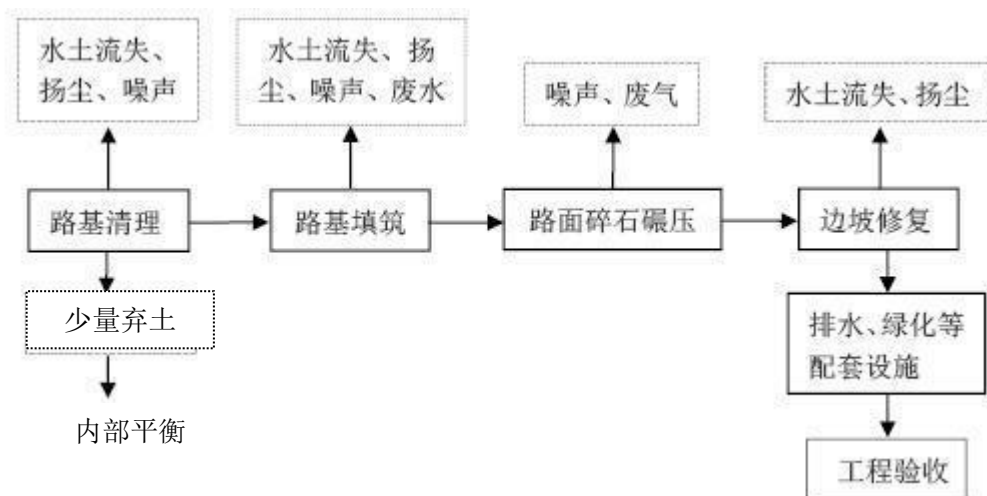 水土流失、
扬尘、噪声
水土流失、扬
尘、噪声、废水
噪声、废气
水土流失、扬尘
路基清理
路基填筑
路面碎石碾压
边坡修复
少量弃土
内部平衡
排水、绿化等
配套设施
工程验收